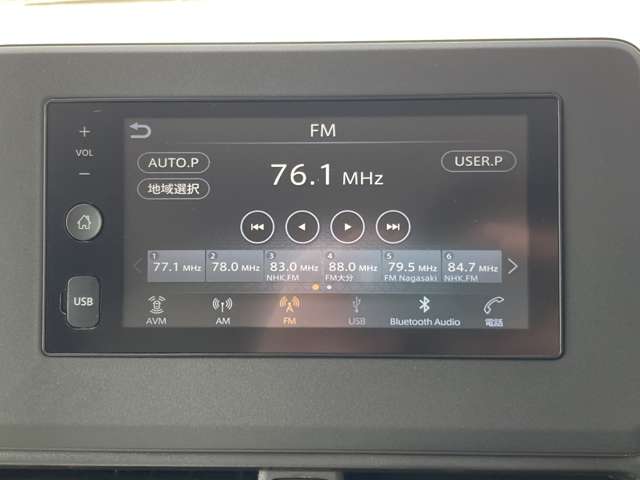 FM
+
VOL
−
AUTO.P
地域選択
76.1 MHz
USER.P
1 77.1 MHz
2 78.0 MHz
3 83.0 MHz NHK.FM
4 88.0 MHz FM大分
5 79.5 MHz FM Nagasaki
6 84.7 MHz NHK.FM
USB
AVM
AM
FM
USB
Bluetooth Audio
電話